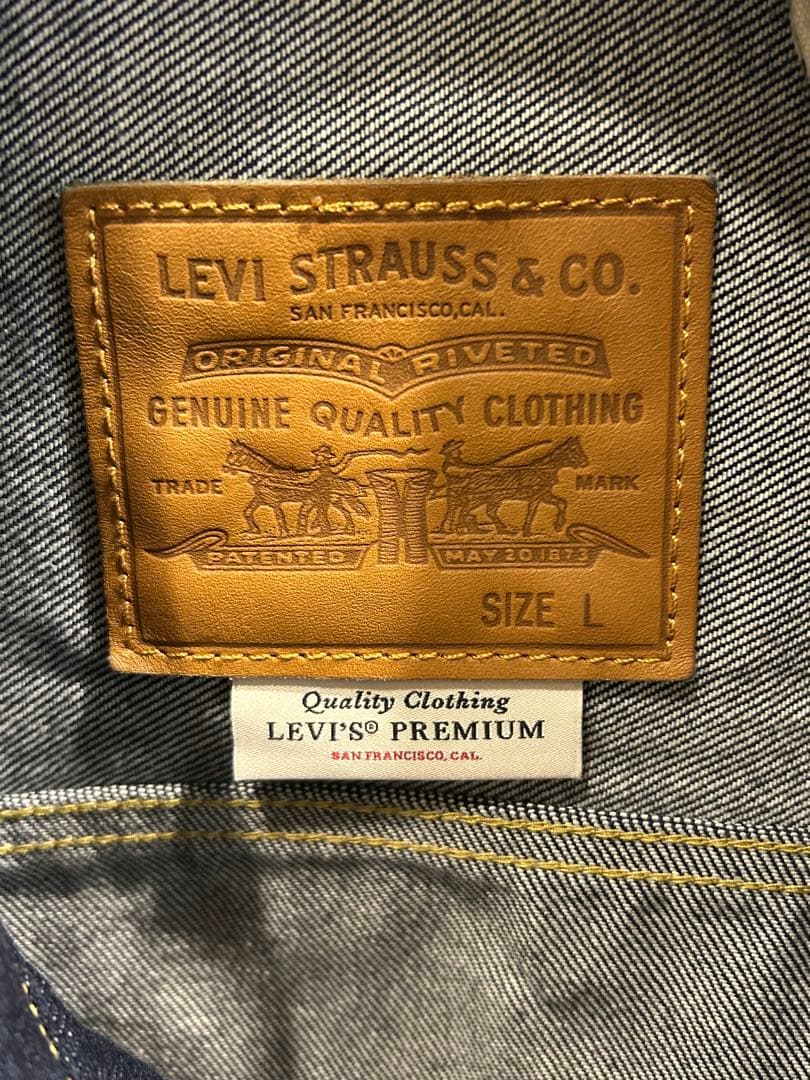 LEVI STRAUSS & CO.
SAN FRANCISCO, CAL.
ORIGINAL RIVETED
GENUINE QUALITY CLOTHING
TRADE MARK
PATENTED MAY 20 1873
SIZE L
Quality Clothing
LEVI'S® PREMIUM
SAN FRANCISCO, CAL.